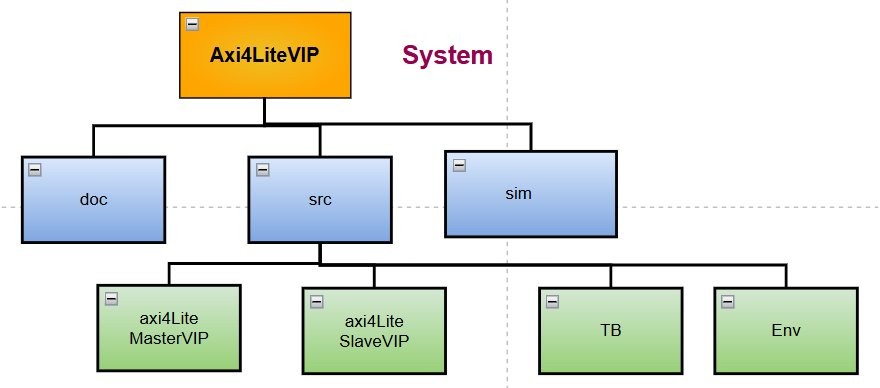 Axi4LiteVIP
System
doc
src
sim
axi4Lite
MasterVIP
axi4Lite
SlaveVIP
TB
Env